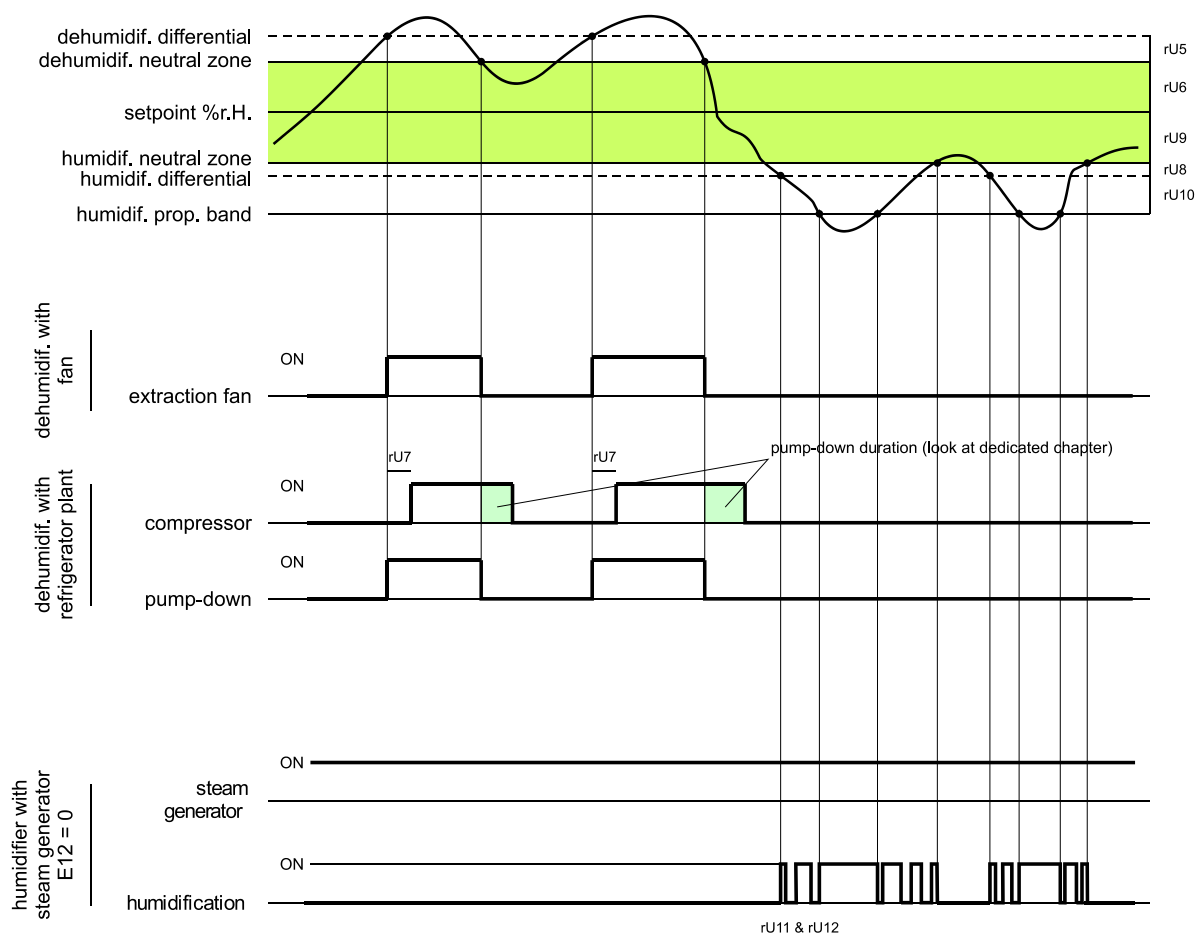 dehumidif. differential
dehumidif. neutral zone
setpoint %r.H.
humidif. neutral zone
humidif. differential
humidif. prop. band
rU5
rU6
rU9
rU8
rU10
dehumidif. with
fan
ON
extraction fan
pump-down duration (look at dedicated chapter)
rU7
rU7
dehumidif. with
refrigerator plant
ON
compressor
ON
pump-down
humidifier with
steam generator
E12 = 0
ON
steam
generator
ON
humidification
rU11 & rU12